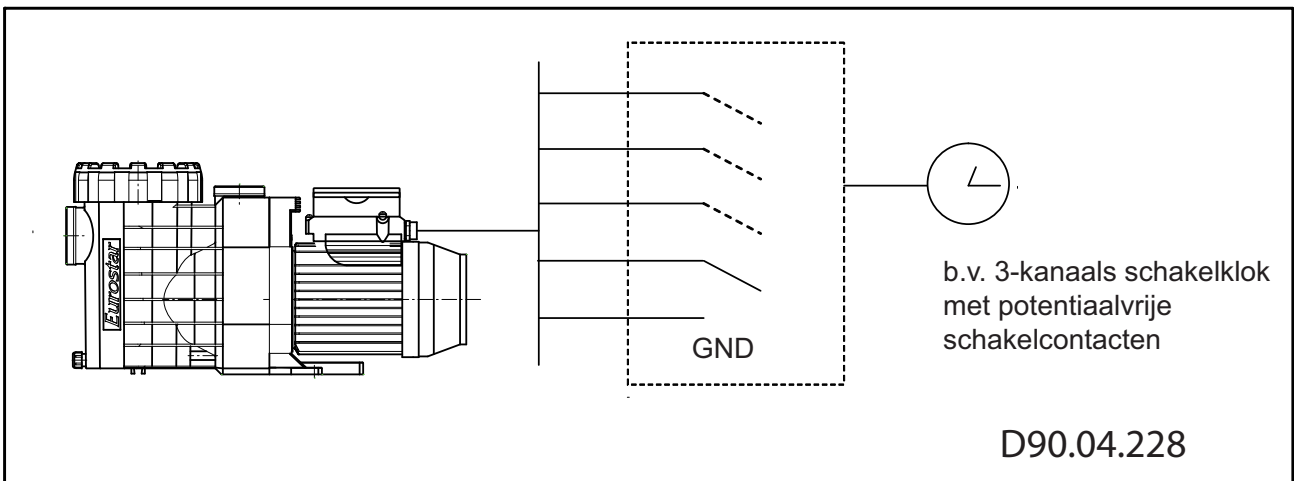 Eurostar
GND
b.v. 3-kanaals schakelklok
met potentiaalvrije
schakelcontacten
D90.04.228